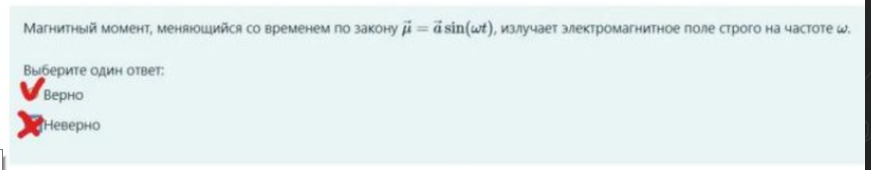 Магнитный момент, меняющийся со временем по закону μ⃗ = a⃗ sin(ωt), излучает электромагнитное поле строго на частоте ω.
Выберите один ответ:
Верно
Неверно